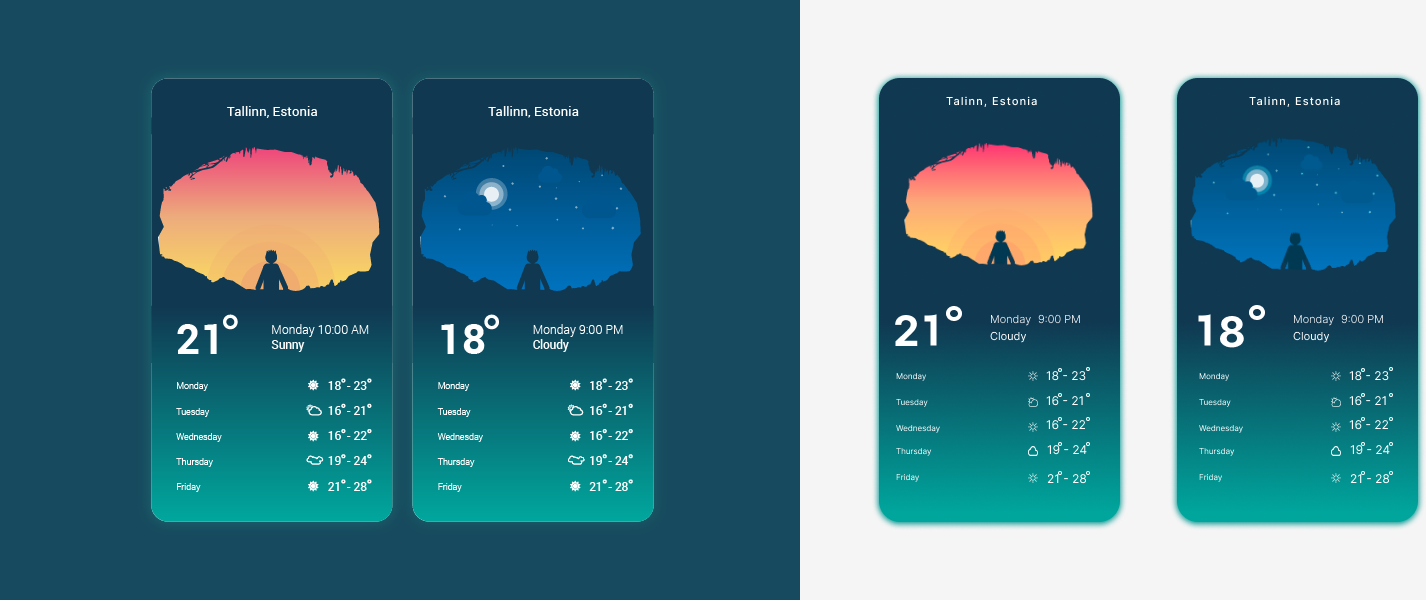 Tallinn, Estonia
21°
Monday 10:00 AM
Sunny
Monday 18°- 23°
Tuesday 16°- 21°
Wednesday 16°- 22°
Thursday 19°- 24°
Friday 21°- 28°
Tallinn, Estonia
18°
Monday 9:00 PM
Cloudy
Monday 18°- 23°
Tuesday 16°- 21°
Wednesday 16°- 22°
Thursday 19°- 24°
Friday 21°- 28°
Talinn, Estonia
21°
Monday 9:00 PM
Cloudy
Monday 18°- 23°
Tuesday 16°- 21°
Wednesday 16°- 22°
Thursday 19°- 24°
Friday 21°- 28°
Talinn, Estonia
18°
Monday 9:00 PM
Cloudy
Monday 18°- 23°
Tuesday 16°- 21°
Wednesday 16°- 22°
Thursday 19°- 24°
Friday 21°- 28°